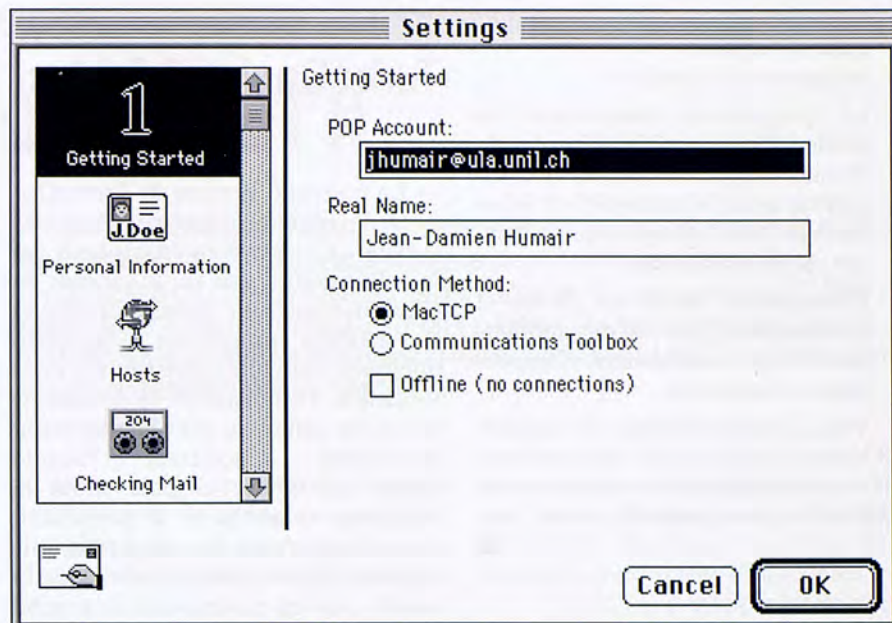 Settings
1
Getting Started
J.Doe
Personal Information
Hosts
204
Checking Mail
Getting Started
POP Account:
jhumair@ula.unil.ch
Real Name:
Jean-Damien Humair
Connection Method:
MacTCP
Communications Toolbox
Offline (no connections)
Cancel
OK